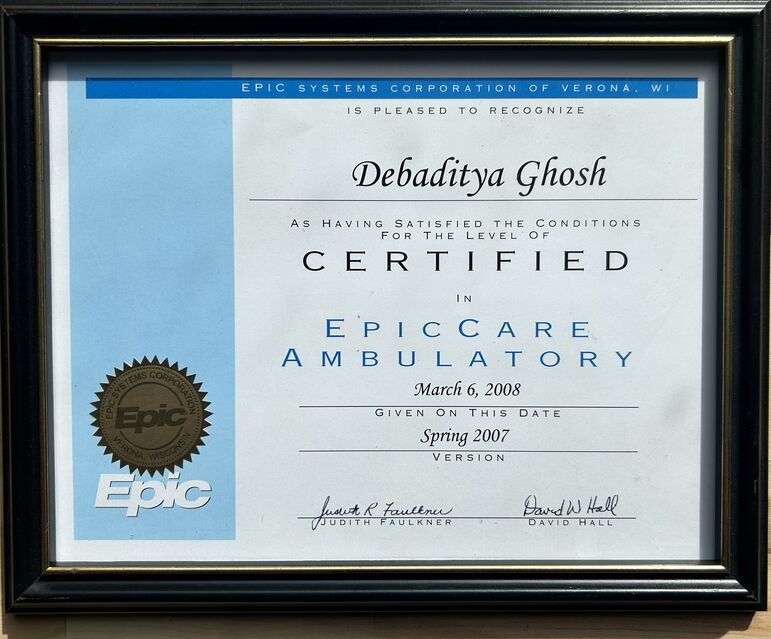 EPIC SYSTEMS CORPORATION OF VERONA, WI
IS PLEASED TO RECOGNIZE
Debaditya Ghosh
AS HAVING SATISFIED THE CONDITIONS
FOR THE LEVEL OF
CERTIFIED
IN
EPICCARE
AMBULATORY
March 6, 2008
GIVEN ON THIS DATE
Spring 2007
VERSION
EPIC SYSTEMS CORPORATION
Epic
VERONA, WISCONSIN
Epic
Judith R Faulkner
JUDITH FAULKNER
David W Hall
DAVID HALL